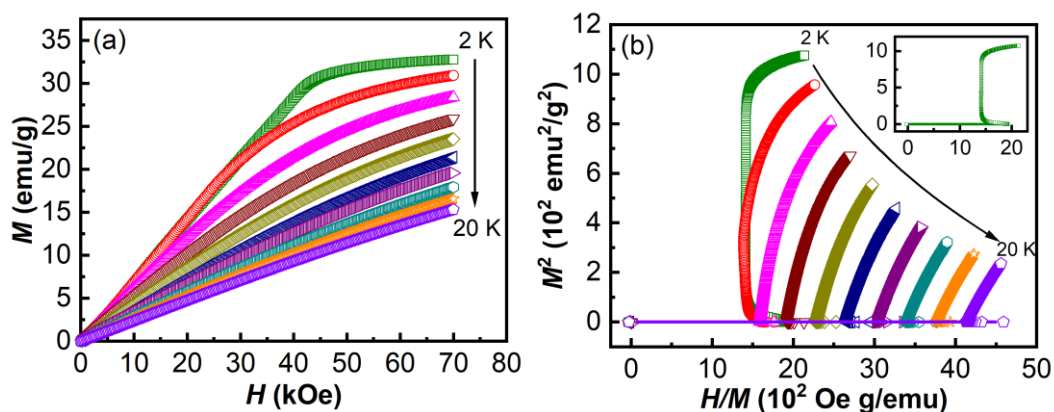 (a)
2 K
20 K
35
30
25
20
15
10
5
0
M (emu/g)
0 10 20 30 40 50 60 70 80
H (kOe)
(b)
2 K
20 K
12
10
8
6
4
2
0
M² (10² emu²/g²)
0 10 20 30 40
H/M (10² Oe g/emu)
10
5
0
0 5 10 15 20